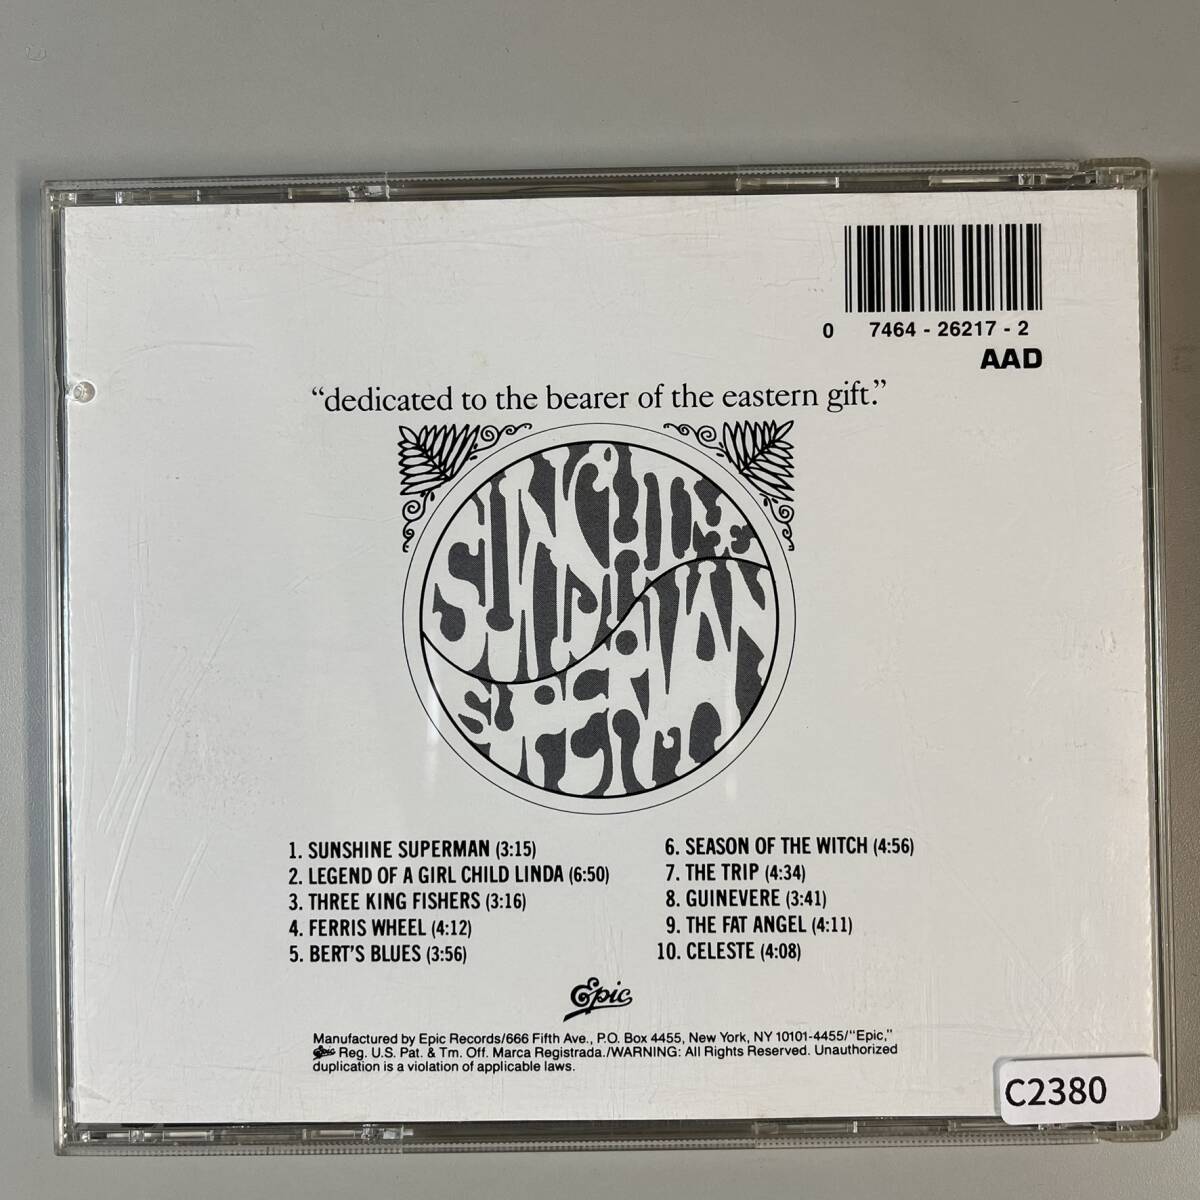 0 7464 - 26217 - 2
AAD
“dedicated to the bearer of the eastern gift.”
SUNSHINE
SUPERMAN
1. SUNSHINE SUPERMAN (3:15)
2. LEGEND OF A GIRL CHILD LINDA (6:50)
3. THREE KING FISHERS (3:16)
4. FERRIS WHEEL (4:12)
5. BERT'S BLUES (3:56)
6. SEASON OF THE WITCH (4:56)
7. THE TRIP (4:34)
8. GUINEVERE (3:41)
9. THE FAT ANGEL (4:11)
10. CELESTE (4:08)
Epic
Manufactured by Epic Records/666 Fifth Ave., P.O. Box 4455, New York, NY 10101-4455/"Epic,"
Epic Reg. U.S. Pat. & Tm. Off. Marca Registrada./WARNING: All Rights Reserved. Unauthorized
duplication is a violation of applicable laws.
C2380